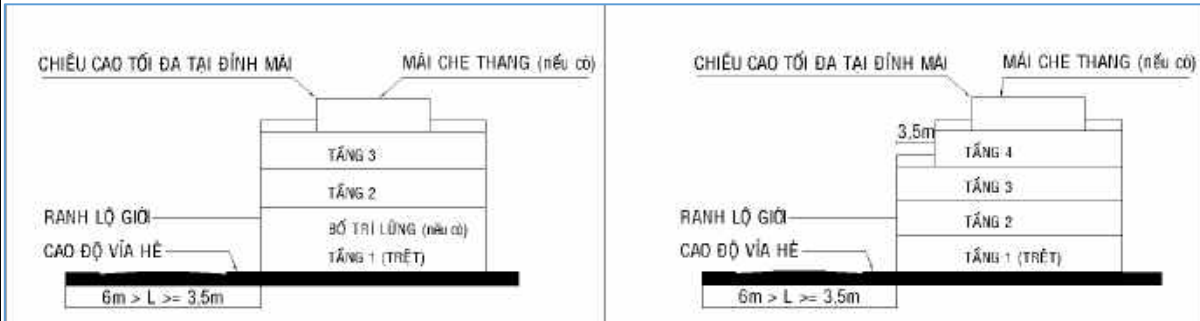 CHIỀU CAO TỐI ĐA TẠI ĐỈNH MÁI
MÁI CHE THANG (nếu có)
TẦNG 3
TẦNG 2
RANH LỘ GIỚI
BỐ TRÍ LỬNG (nếu có)
CAO ĐỘ VỈA HÈ
TẦNG 1 (TRỆT)
6m > L >= 3,5m
CHIỀU CAO TỐI ĐA TẠI ĐỈNH MÁI
MÁI CHE THANG (nếu có)
3,5m
TẦNG 4
TẦNG 3
RANH LỘ GIỚI
TẦNG 2
CAO ĐỘ VỈA HÈ
TẦNG 1 (TRỆT)
6m > L >= 3,5m